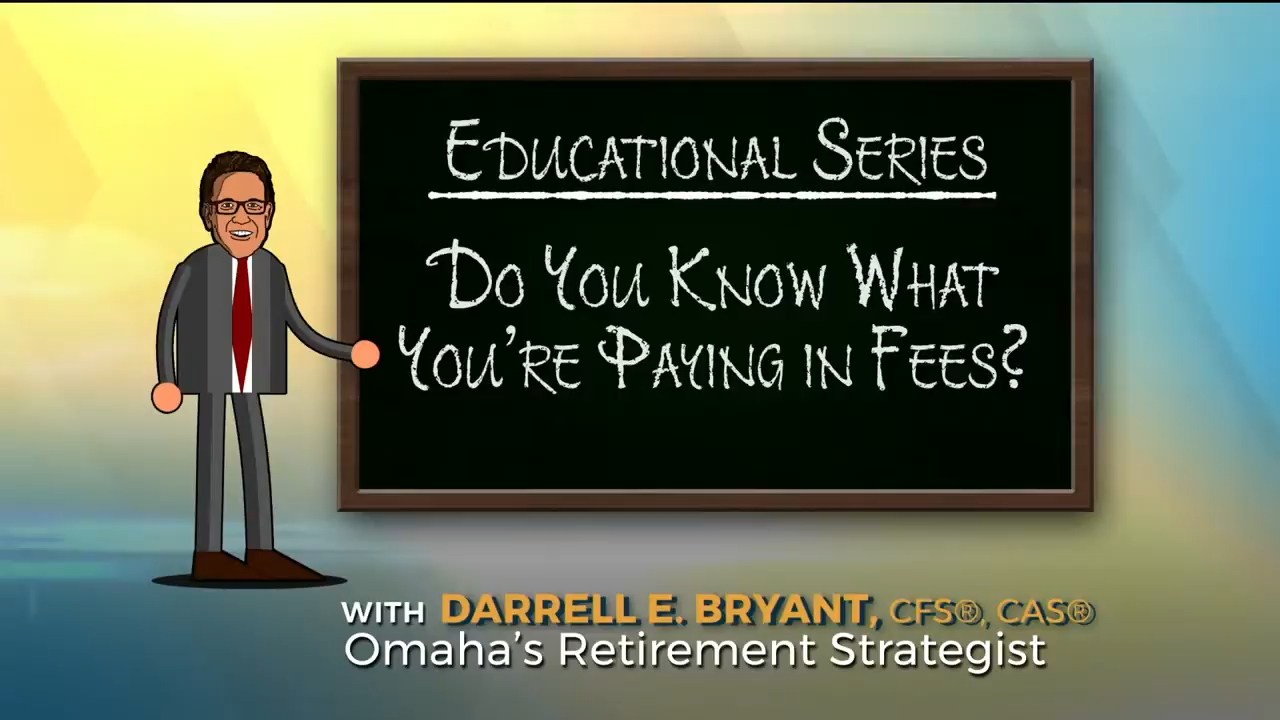 EDUCATIONAL SERIES
DO YOU KNOW WHAT
YOU'RE PAYING IN FEES?
WITH DARRELL E. BRYANT, CFS®, CAS®
Omaha's Retirement Strategist